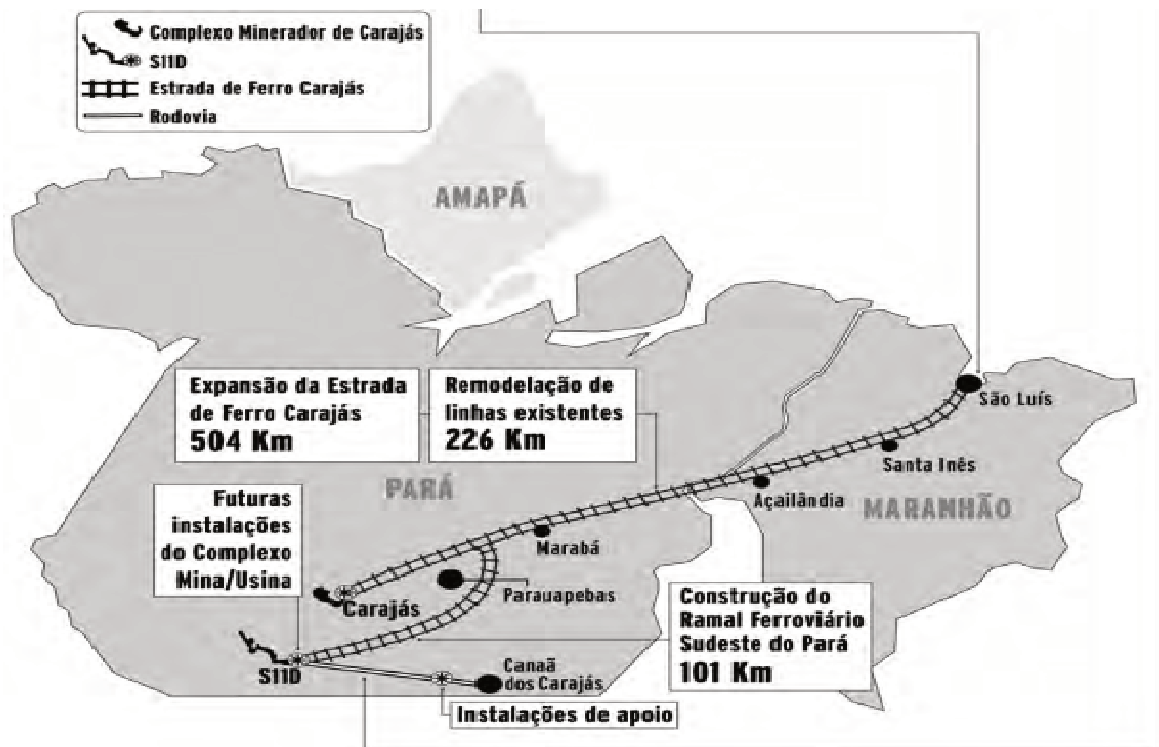 Complexo Minerador de Carajás
S11D
Estrada de Ferro Carajás
Rodovia
AMAPÁ
Expansão da Estrada
de Ferro Carajás
504 Km
Remodelação de
linhas existentes
226 Km
São Luís
Santa Inês
Açailândia
MARANHÃO
PARÁ
Futuras
instalações
do Complexo
Mina/Usina
Marabá
Parauapebas
Carajás
Construção do
Ramal Ferroviário
Sudeste do Pará
101 Km
S11D
Canaã
dos Carajás
Instalações de apoio